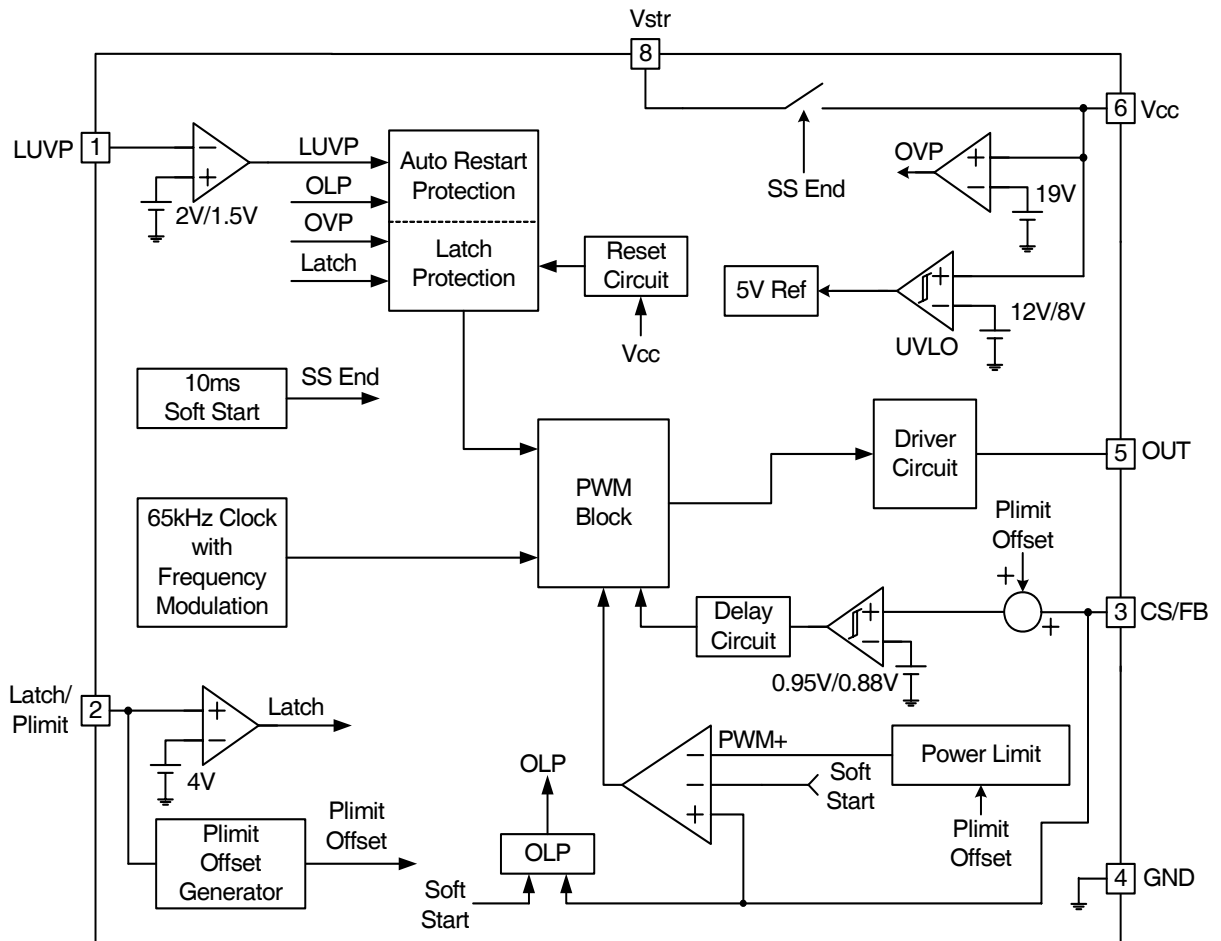 Vstr
8
6
Vcc
LUVP
1
−
+
2V/1.5V
LUVP
OLP
OVP
Latch
Auto Restart
Protection
Latch
Protection
Reset
Circuit
Vcc
SS End
OVP
+
−
19V
5V Ref
+
−
12V/8V
UVLO
10ms
Soft Start
SS End
65kHz Clock
with
Frequency
Modulation
PWM
Block
Driver
Circuit
5
OUT
Plimit
Offset
+
+
3
CS/FB
Delay
Circuit
+
−
0.95V/0.88V
Latch/
Plimit
2
+
−
4V
Latch
Plimit
Offset
Generator
Plimit
Offset
OLP
OLP
Soft
Start
PWM+
−
−
+
Soft
Start
Power Limit
Plimit
Offset
4
GND